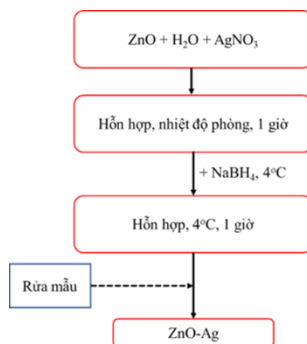 ZnO + H₂O + AgNO₃
Hỗn hợp, nhiệt độ phòng, 1 giờ
+ NaBH₄, 4°C
Hỗn hợp, 4°C, 1 giờ
Rửa mẫu
ZnO-Ag